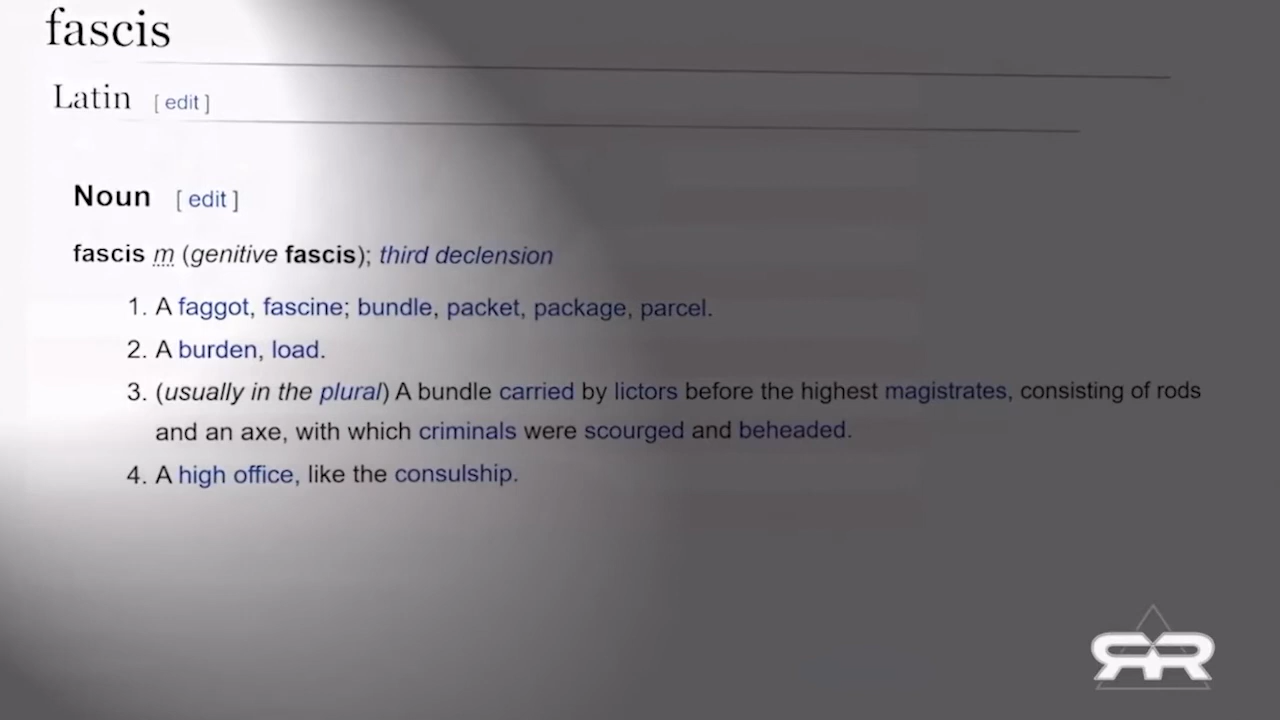 fascis
Latin [ edit ]
Noun [ edit ]
fascis m (genitive fascis); third declension
1. A faggot, fascine; bundle, packet, package, parcel.
2. A burden, load.
3. (usually in the plural) A bundle carried by lictors before the highest magistrates, consisting of rods
and an axe, with which criminals were scourged and beheaded.
4. A high office, like the consulship.
RR